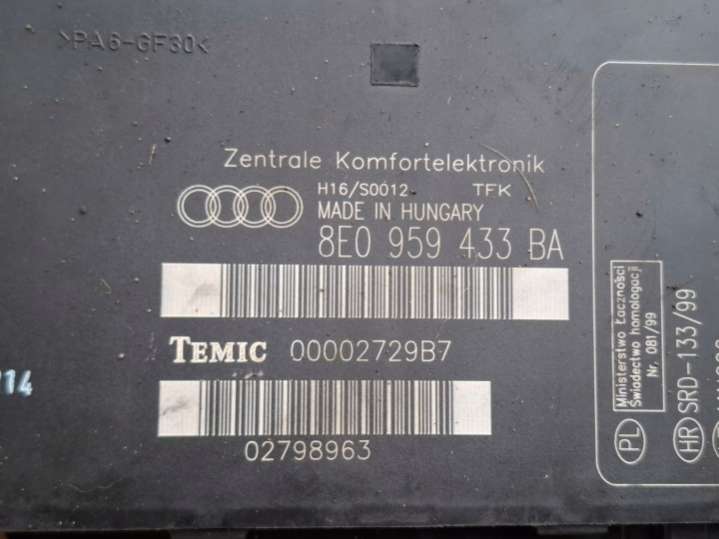 >PA6-GF30<
Zentrale Komfortelektronik
H16/S0012 TFK
MADE IN HUNGARY
8E0 959 433 BA
TEMIC 00002729B7
02798963
14
Ministerstwo Łączności
Świadectwo homologacji
Nr. 081/99
PL
HR SRD-133/99